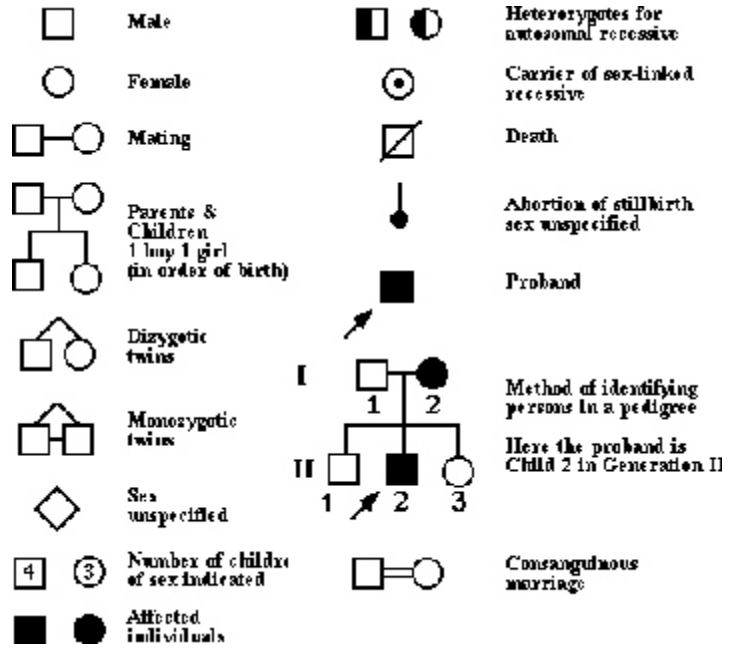 Male
Female
Mating
Parents &
Children
1 boy 1 girl
(in order of birth)
Dizygotic
twins
Monozygotic
twins
Sex
unspecified
4 3 Number of childre
of sex indicated
Affected
individuals
Heterozygotes for
autosomal recessive
Carrier of sex-linked
recessive
Death
Abortion of stillbirth
sex unspecified
Proband
I
1 2
Method of identifying
persons in a pedigree
Here the proband is
Child 2 in Generation II
II
1 2 3
Consanguinous
marriage